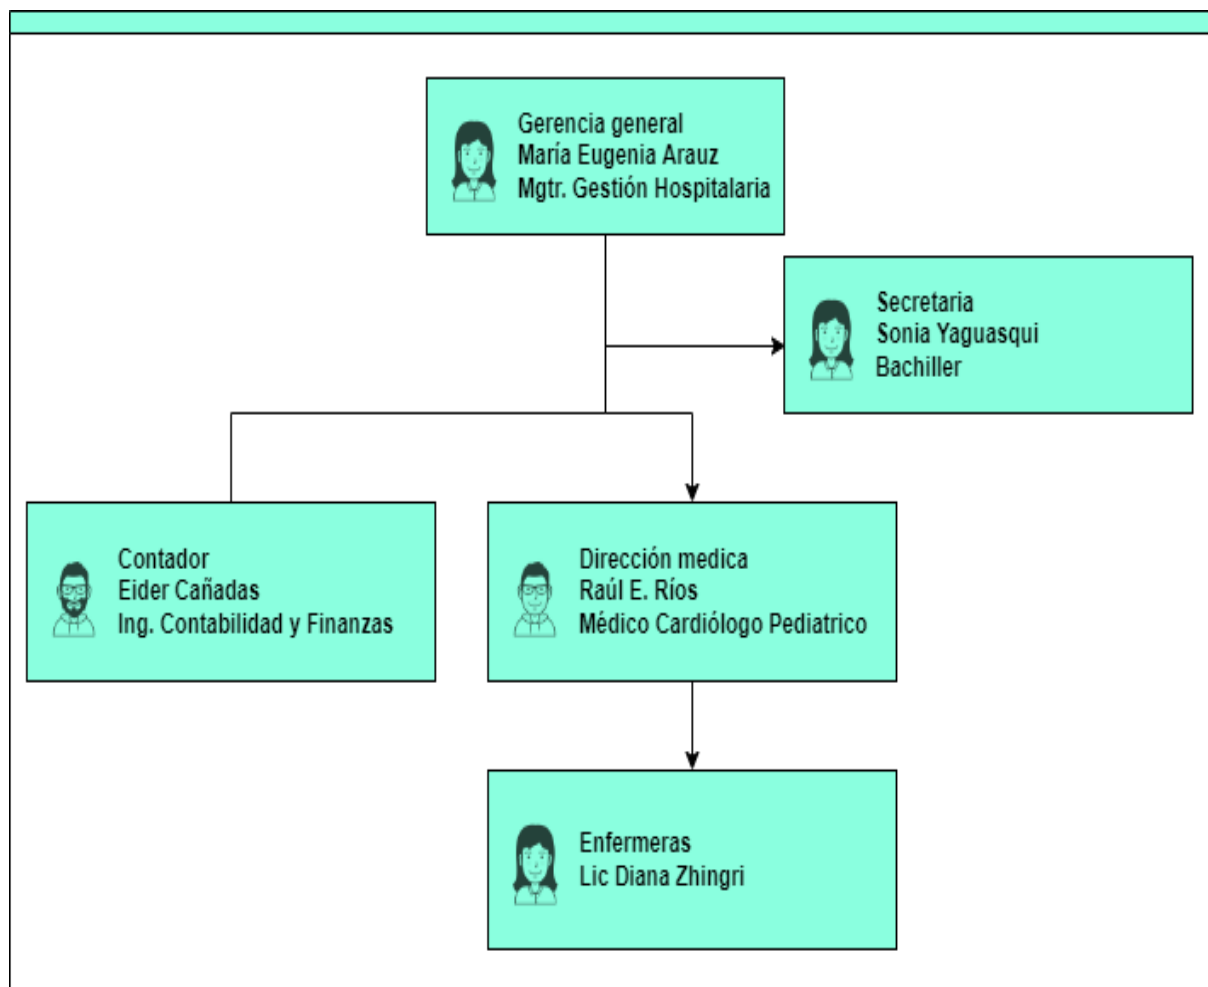 Gerencia general
María Eugenia Arauz
Mgtr. Gestión Hospitalaria
Secretaria
Sonia Yaguasqui
Bachiller
Contador
Eider Cañadas
Ing. Contabilidad y Finanzas
Dirección medica
Raúl E. Ríos
Médico Cardiólogo Pediatrico
Enfermeras
Lic Diana Zhingri